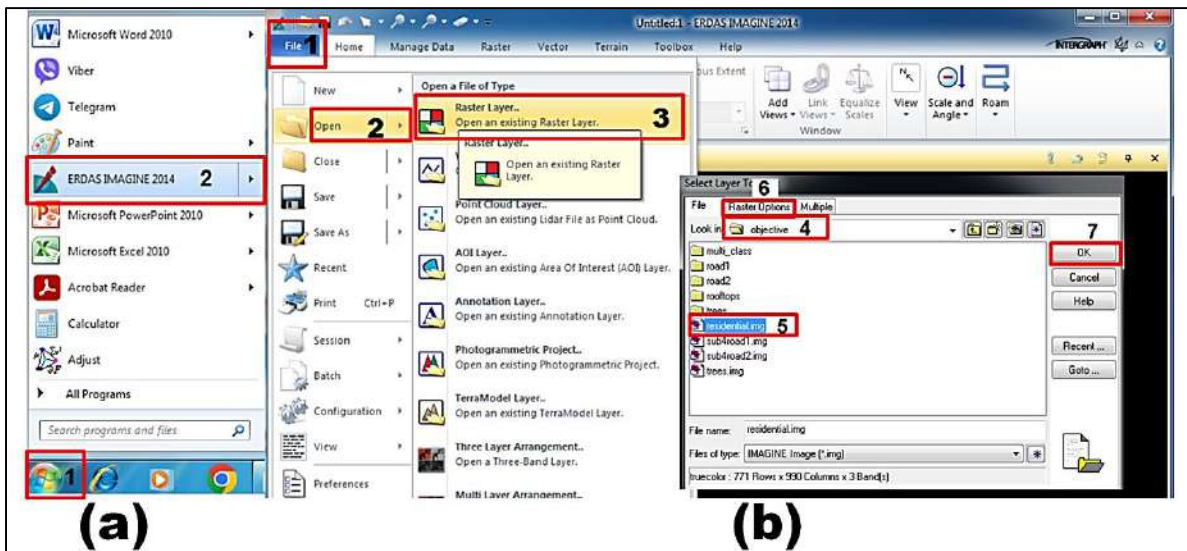 Microsoft Word 2010
Viber
Telegram
Paint
ERDAS IMAGINE 2014 2
Microsoft PowerPoint 2010
Microsoft Excel 2010
Acrobat Reader
Calculator
Adjust
All Programs
Search programs and files
1
(a)
Untitled:1 - ERDAS IMAGINE 2014
File 1 Home Manage Data Raster Vector Terrain Toolbox Help
INTERGRAPH
New
Open 2
Close
Save
Save As
Recent
Print Ctrl+P
Session
Batch
Configuration
View
Preferences
Open a File of Type
Raster Layer..
Open an existing Raster Layer. 3
Raster Layer..
Open an existing Raster
Layer.
Point Cloud Layer..
Open an existing Lidar File as Point Cloud.
AOI Layer..
Open an existing Area Of Interest (AOI) Layer.
Annotation Layer..
Open an existing Annotation Layer.
Photogrammetric Project..
Open an existing Photogrammetric Project.
TerraModel Layer..
Open an existing TerraModel Layer.
Three Layer Arrangement..
Open a Three-Band Layer.
Multi Layer Arrangement..
Extent
Add Views
Link Views
Equalize Scales
View
Scale and Angle
Roam
Window
Select Layer To
6
File Raster Options Multiple
Look in: objective 4
7
multi_class
road1
road2
rooftops
trees
residential.img 5
sub4road1.img
sub4road2.img
trees.img
OK
Cancel
Help
Recent ...
Goto ...
File name: residential.img
Files of type: IMAGINE Image (*.img)
truecolor : 771 Rows x 990 Columns x 3 Band(s)
(b)